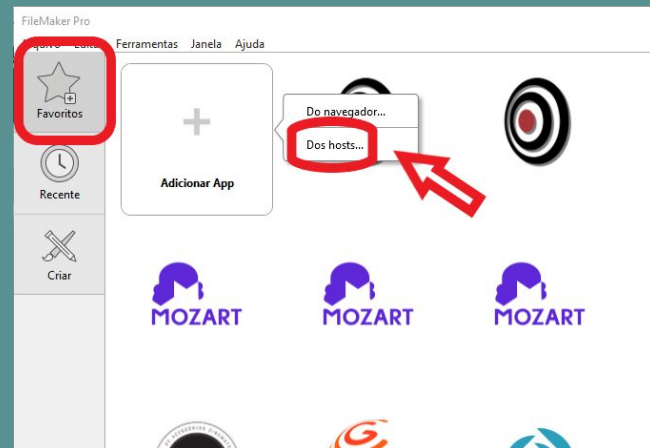 FileMaker Pro
Ferramentas Janela Ajuda
Favoritos
Do navegador...
Dos hosts...
Recente
Adicionar App
Criar
MOZART MOZART MOZART